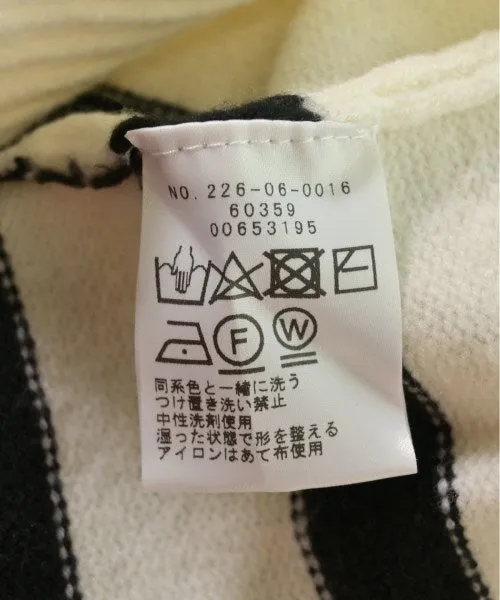 NO. 226-06-0016
60359
00653195
F W
同系色と一緒に洗う
つけ置き洗い禁止
中性洗剤使用
湿った状態で形を整える
アイロンはあて布使用